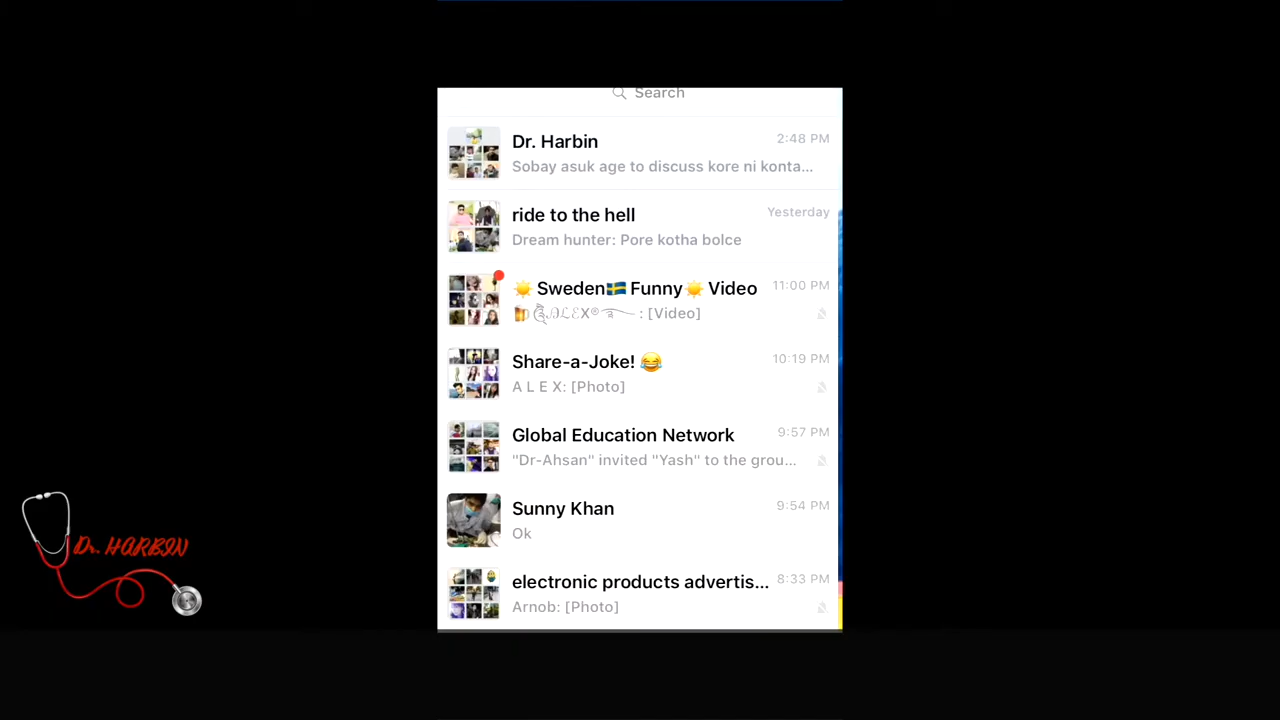 Search
Dr. Harbin
2:48 PM
Sobay asuk age to discuss kore ni konta...
ride to the hell
Yesterday
Dream hunter: Pore kotha bolce
☀️ Sweden🇸🇪 Funny☀️ Video
11:00 PM
: [Video]
Share-a-Joke! 😂
10:19 PM
A L E X: [Photo]
Global Education Network
9:57 PM
"Dr-Ahsan" invited "Yash" to the grou...
Sunny Khan
9:54 PM
Ok
electronic products advertis...
8:33 PM
Arnob: [Photo]
Dr. HARBIN